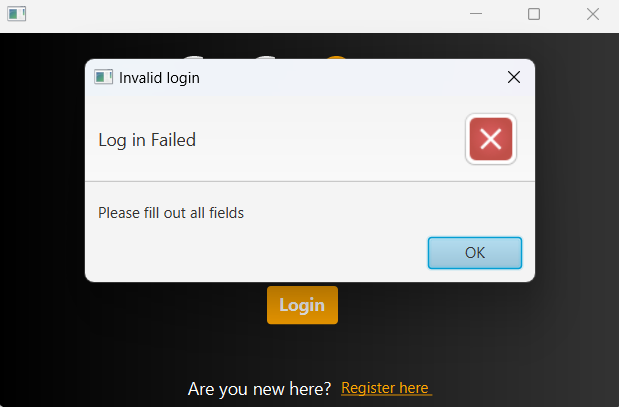 Invalid login
Log in Failed
Please fill out all fields
OK
Login
Are you new here? Register here